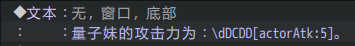 ◆文本：无, 窗口, 底部
：　：量子妹的攻击力为：\dDCDD[actorAtk:5]。